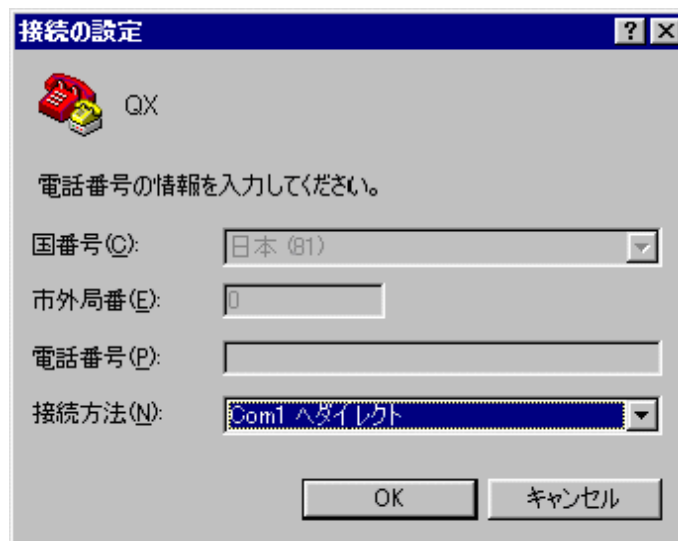 接続の設定
QX
電話番号の情報を入力してください。
国番号(C): 日本 (81)
市外局番(E): 0
電話番号(P):
接続方法(N): Com1 へダイレクト
OK キャンセル